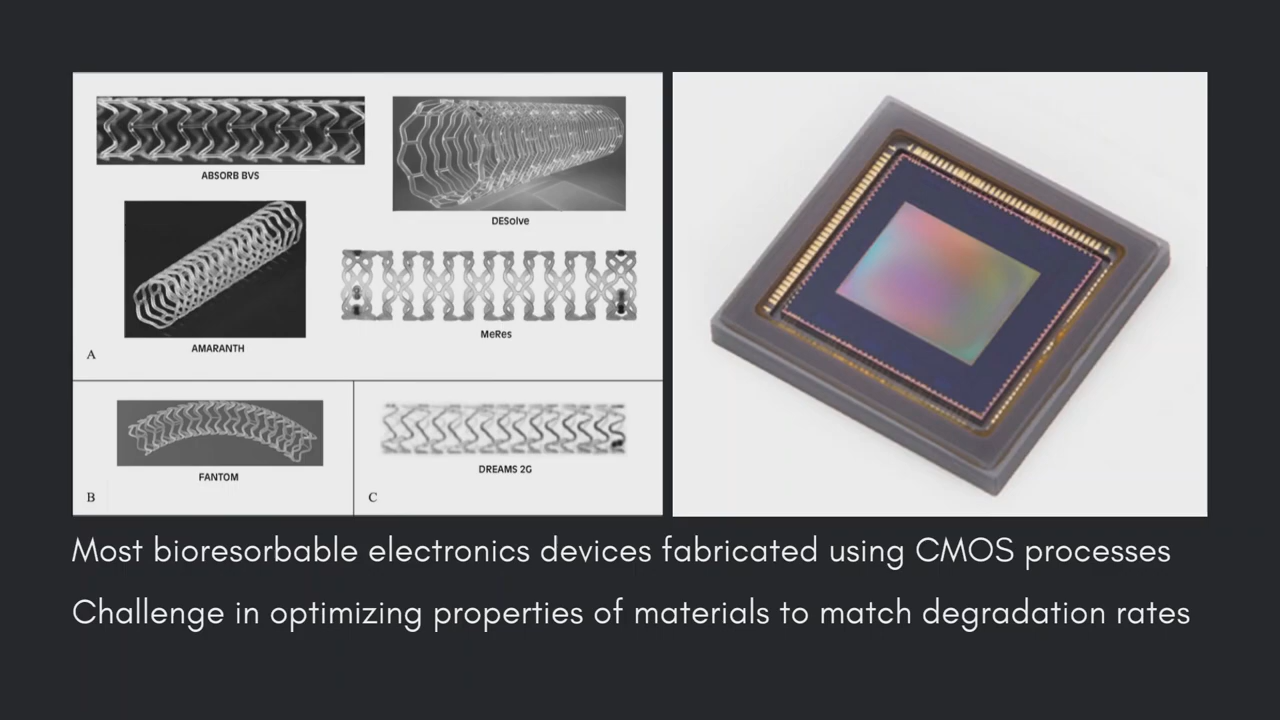 ABSORB BVS
DESolve
AMARANTH
MeRes
A
FANTOM
B
DREAMS 2G
C
Most bioresorbable electronics devices fabricated using CMOS processes
Challenge in optimizing properties of materials to match degradation rates